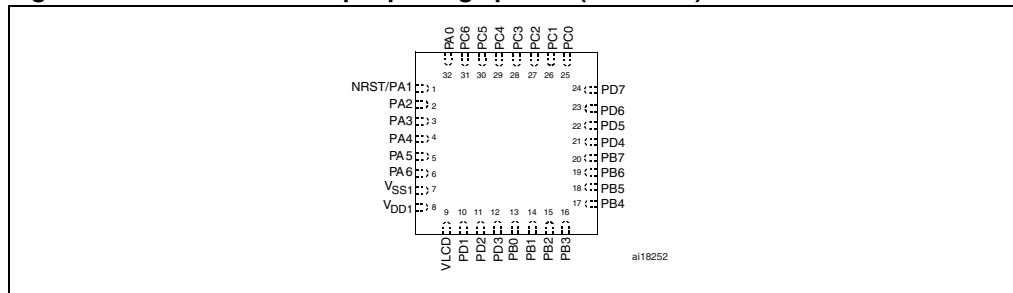 PA0 PC6 PC5 PC4 PC3 PC2 PC1 PC0
32 31 30 29 28 27 26 25
NRST/PA1 1 24 PD7
PA2 2 23 PD6
PA3 3 22 PD5
PA4 4 21 PD4
PA5 5 20 PB7
PA6 6 19 PB6
VSS1 7 18 PB5
VDD1 8 17 PB4
9 10 11 12 13 14 15 16
VLCD PD1 PD2 PD3 PB0 PB1 PB2 PB3
ai18252